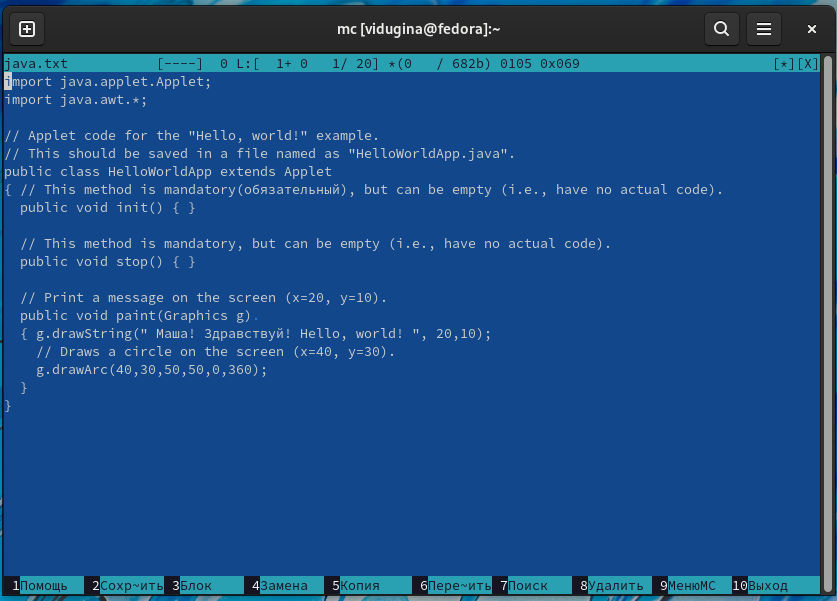 mc [vidugina@fedora]:~
java.txt [----] 0 L:[ 1+ 0 1/ 20] *(0 / 682b) 0105 0x069 [*][X]
import java.applet.Applet;
import java.awt.*;
// Applet code for the "Hello, world!" example.
// This should be saved in a file named as "HelloWorldApp.java".
public class HelloWorldApp extends Applet
{ // This method is mandatory(обязательный), but can be empty (i.e., have no actual code).
public void init() { }
// This method is mandatory, but can be empty (i.e., have no actual code).
public void stop() { }
// Print a message on the screen (x=20, y=10).
public void paint(Graphics g).
{ g.drawString(" Маша! Здравствуй! Hello, world! ", 20,10);
// Draws a circle on the screen (x=40, y=30).
g.drawArc(40,30,50,50,0,360);
}
}
1Помощь 2Сохр~ить 3Блок 4Замена 5Копия 6Пере~ить 7Поиск 8Удалить 9МенюMC 10Выход